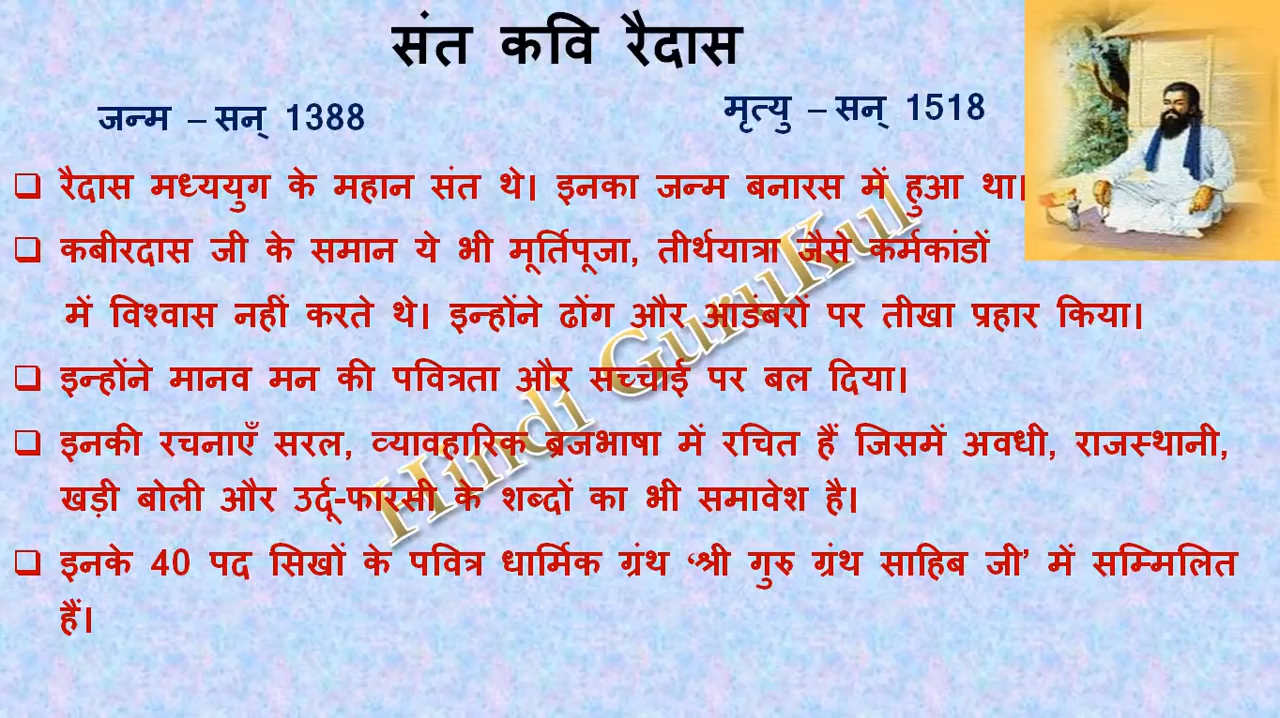 संत कवि रैदास
जन्म – सन् 1388
मृत्यु – सन् 1518
❑ रैदास मध्ययुग के महान संत थे। इनका जन्म बनारस में हुआ था।
❑ कबीरदास जी के समान ये भी मूर्तिपूजा, तीर्थयात्रा जैसे कर्मकांडों
में विश्वास नहीं करते थे। इन्होंने ढोंग और आडंबरों पर तीखा प्रहार किया।
❑ इन्होंने मानव मन की पवित्रता और सच्चाई पर बल दिया।
❑ इनकी रचनाएँ सरल, व्यावहारिक ब्रजभाषा में रचित हैं जिसमें अवधी, राजस्थानी,
खड़ी बोली और उर्दू-फारसी के शब्दों का भी समावेश है।
❑ इनके 40 पद सिखों के पवित्र धार्मिक ग्रंथ ‘श्री गुरु ग्रंथ साहिब जी’ में सम्मिलित
हैं।
Hindi GuruKul